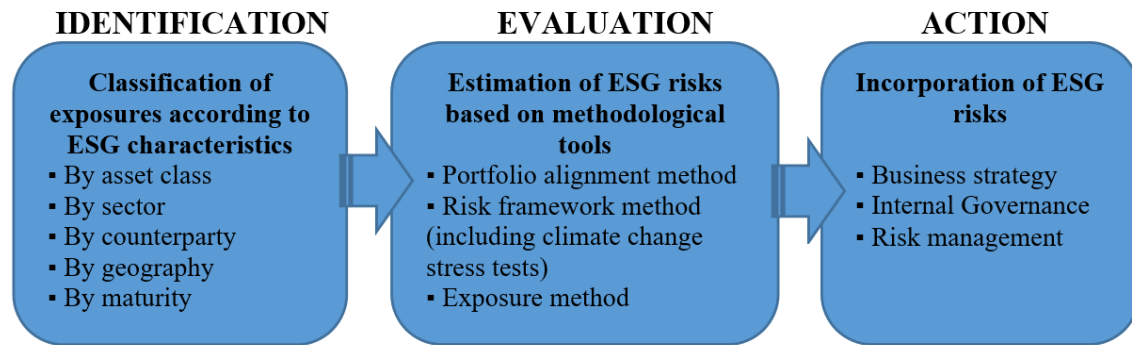 IDENTIFICATION
Classification of
exposures according to
ESG characteristics
▪ By asset class
▪ By sector
▪ By counterparty
▪ By geography
▪ By maturity
EVALUATION
Estimation of ESG risks
based on methodological
tools
▪ Portfolio alignment method
▪ Risk framework method
(including climate change
stress tests)
▪ Exposure method
ACTION
Incorporation of ESG
risks
▪ Business strategy
▪ Internal Governance
▪ Risk management